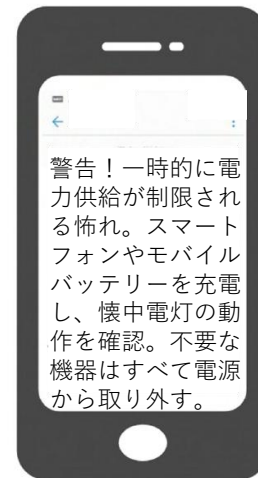 警告！一時的に電
力供給が制限され
る怖れ。スマート
フォンやモバイル
バッテリーを充電
し、懐中電灯の動
作を確認。不要な
機器はすべて電源
から取り外す。